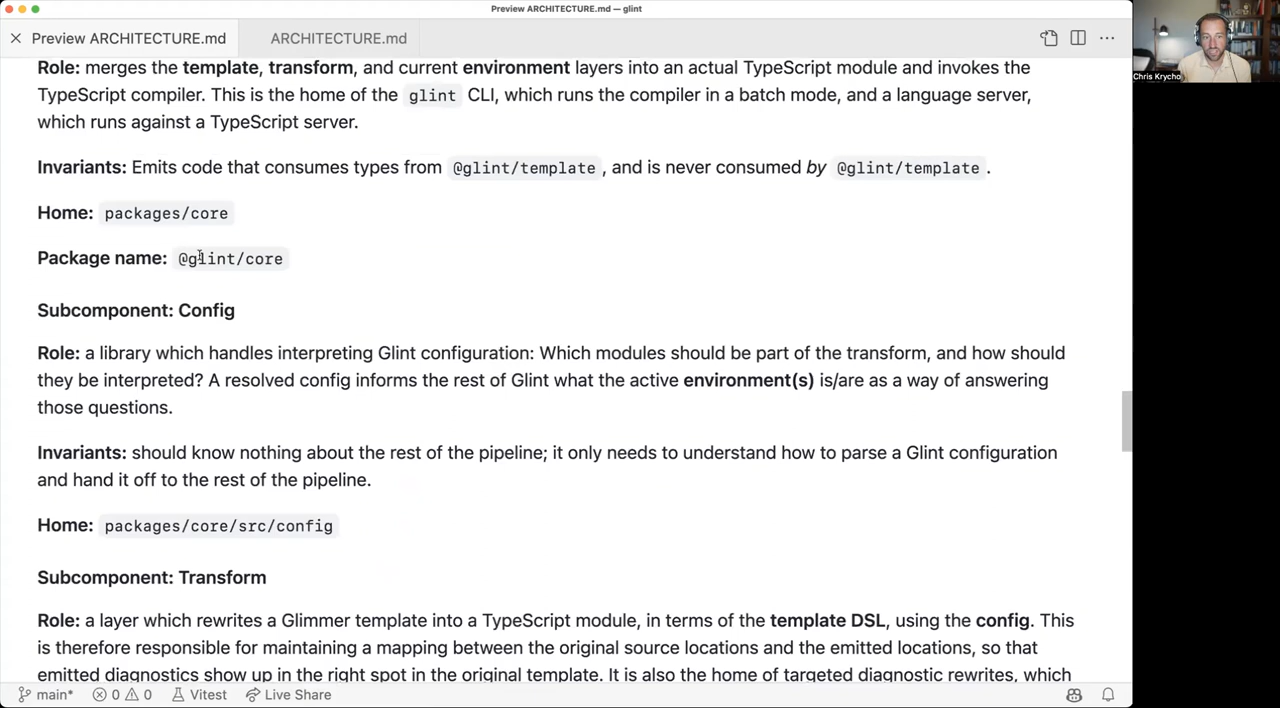 Preview ARCHITECTURE.md — glint
Preview ARCHITECTURE.md
ARCHITECTURE.md
Role: merges the template, transform, and current environment layers into an actual TypeScript module and invokes the
TypeScript compiler. This is the home of the glint CLI, which runs the compiler in a batch mode, and a language server,
which runs against a TypeScript server.
Invariants: Emits code that consumes types from @glint/template, and is never consumed by @glint/template.
Home: packages/core
Package name: @glint/core
Subcomponent: Config
Role: a library which handles interpreting Glint configuration: Which modules should be part of the transform, and how should
they be interpreted? A resolved config informs the rest of Glint what the active environment(s) is/are as a way of answering
those questions.
Invariants: should know nothing about the rest of the pipeline; it only needs to understand how to parse a Glint configuration
and hand it off to the rest of the pipeline.
Home: packages/core/src/config
Subcomponent: Transform
Role: a layer which rewrites a Glimmer template into a TypeScript module, in terms of the template DSL, using the config. This
is therefore responsible for maintaining a mapping between the original source locations and the emitted locations, so that
emitted diagnostics show up in the right spot in the original template. It is also the home of targeted diagnostic rewrites, which
main* 0 0 Vitest Live Share
Chris Krycho